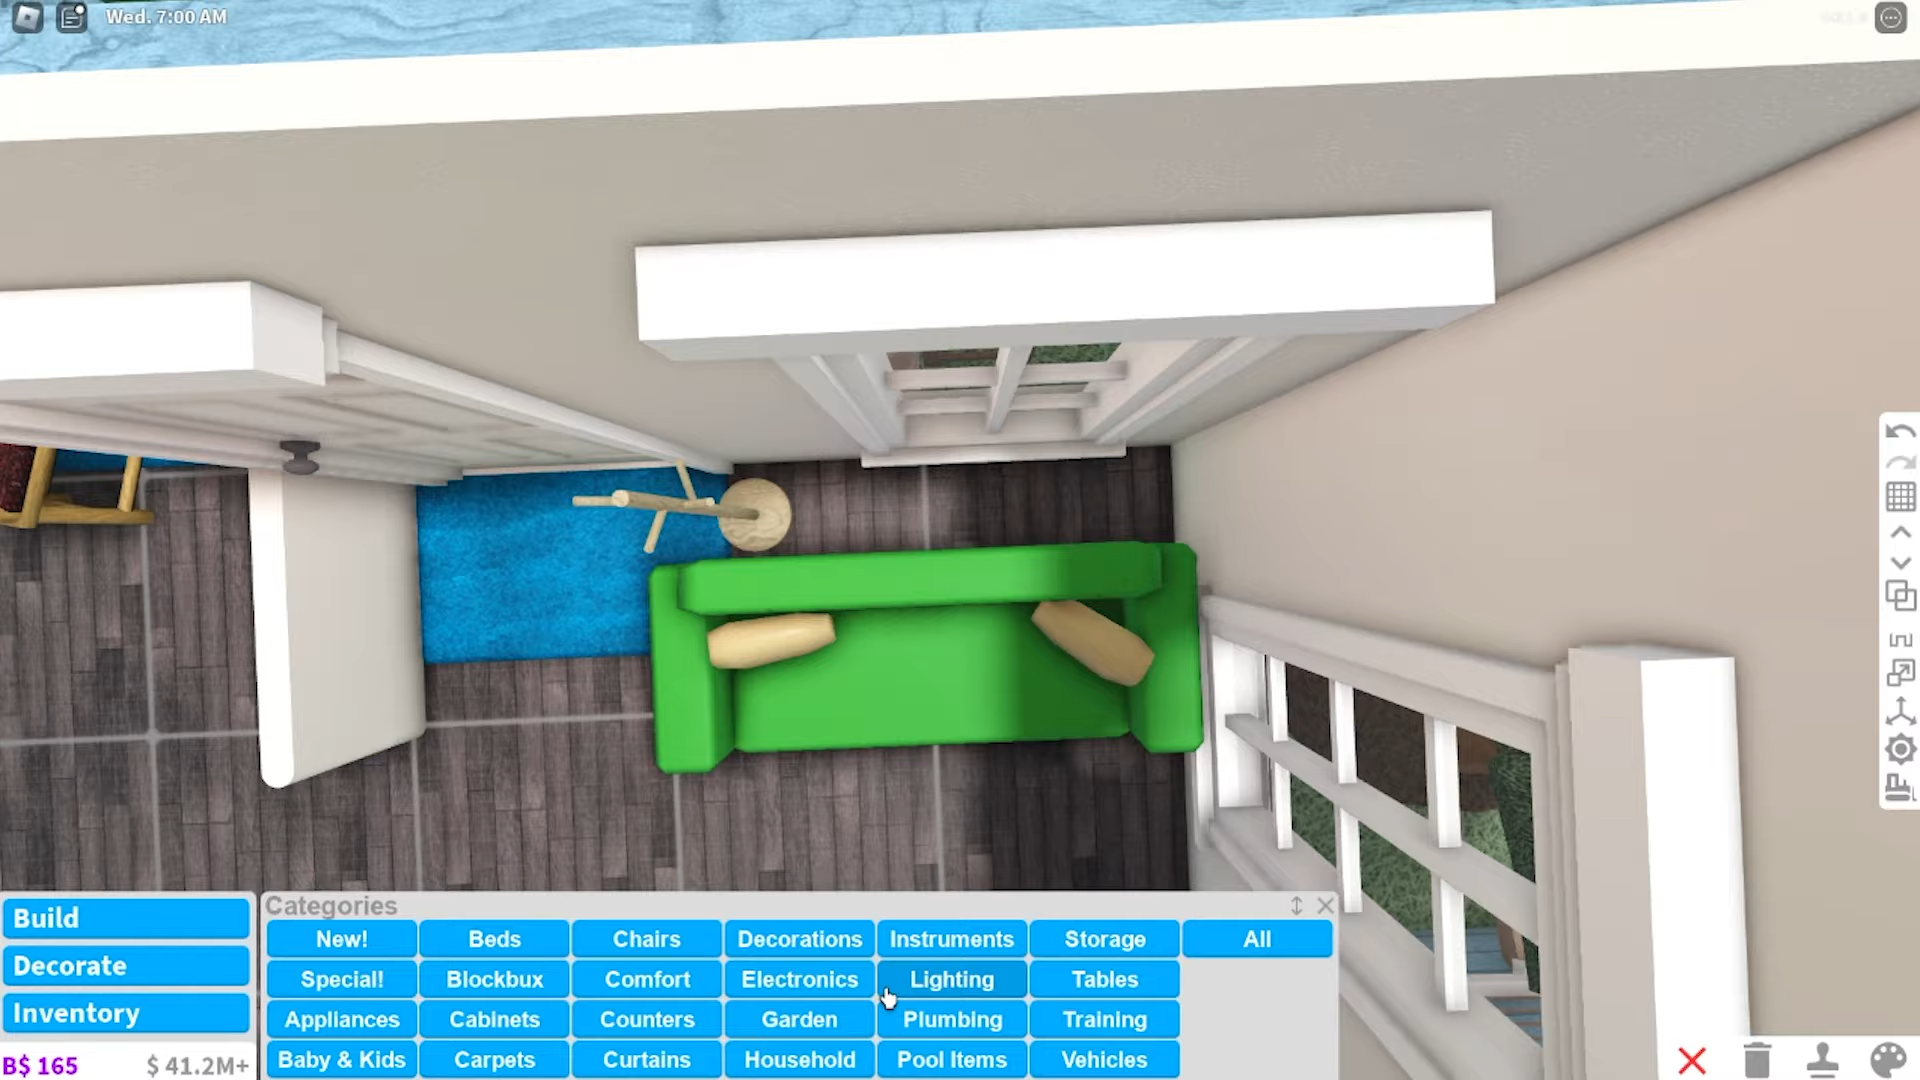 Wed. 7:00 AM
Build
Decorate
Inventory
B$ 165
$ 41.2M+
Categories
New!
Beds
Chairs
Decorations
Instruments
Storage
All
Special!
Blockbux
Comfort
Electronics
Lighting
Tables
Appliances
Cabinets
Counters
Garden
Plumbing
Training
Baby & Kids
Carpets
Curtains
Household
Pool Items
Vehicles